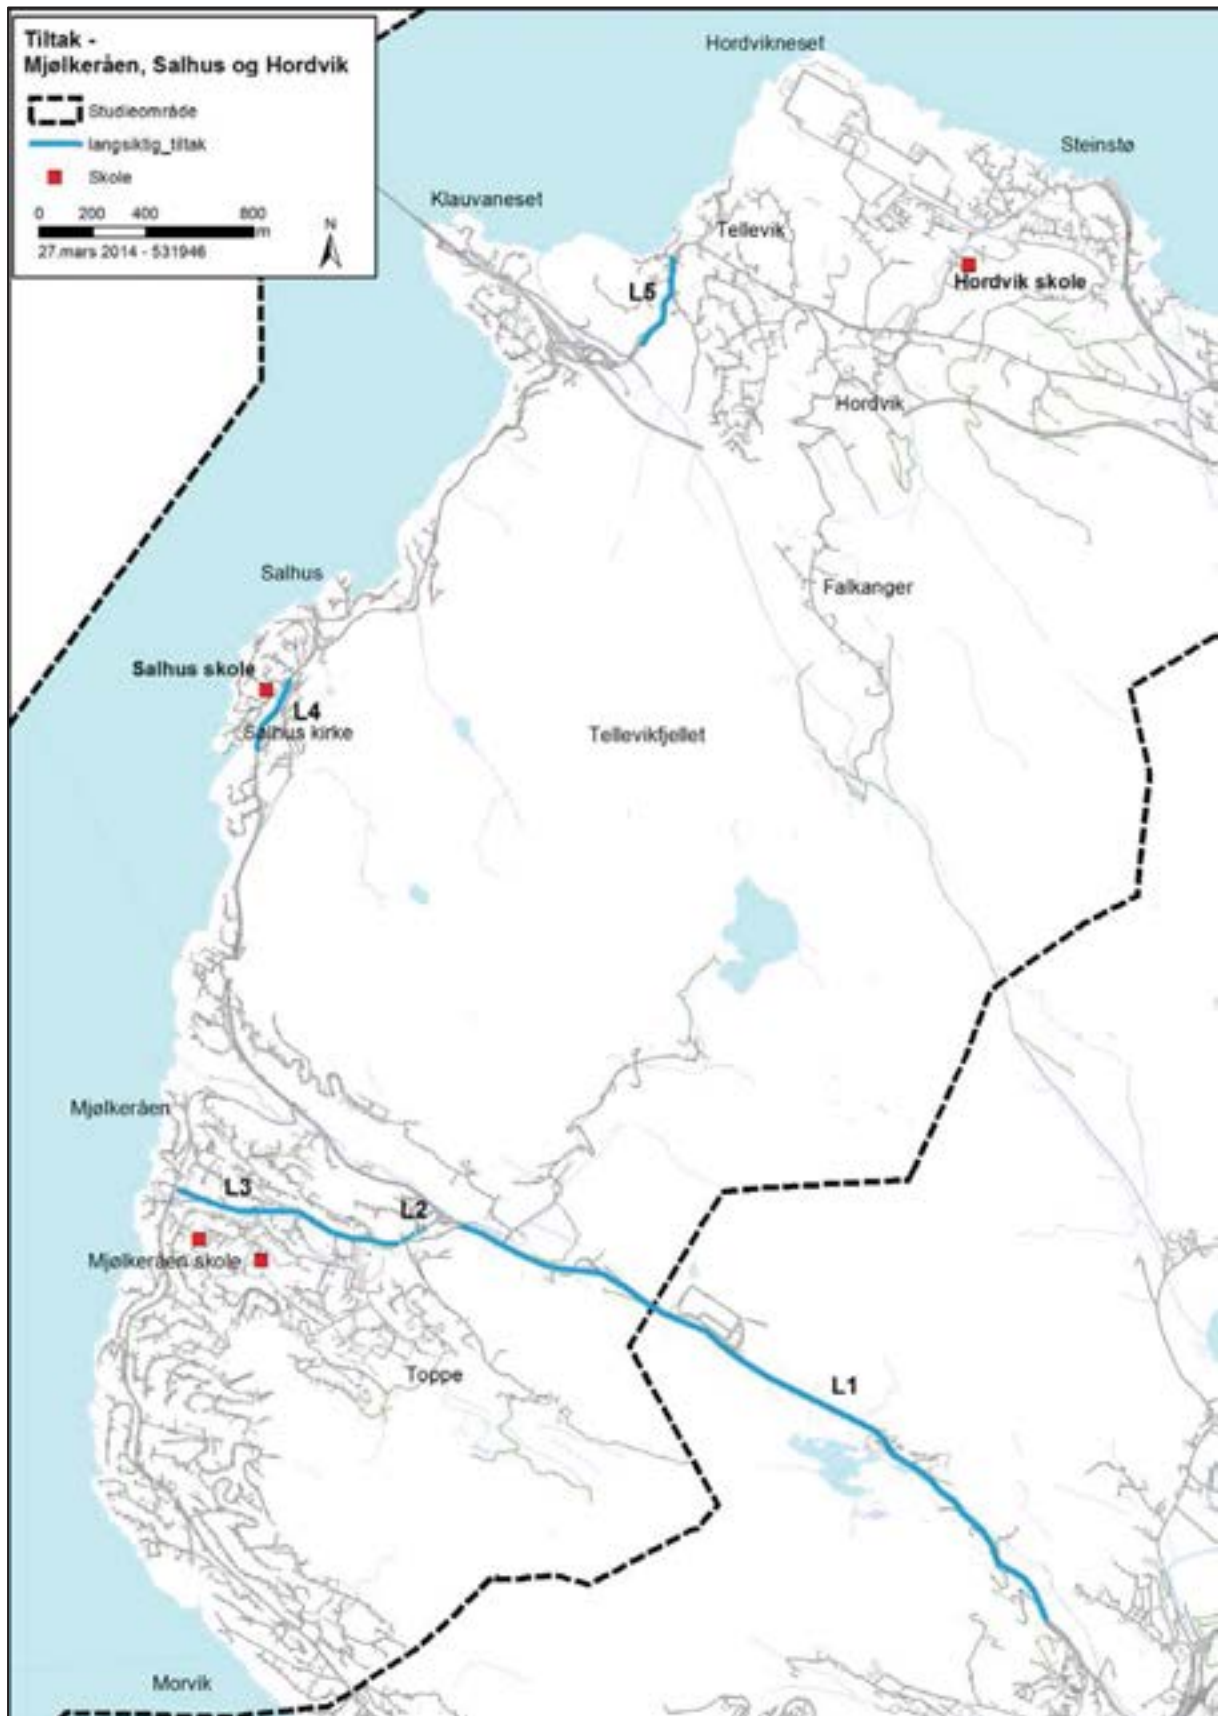 Tiltak -
Mjølkeråen, Salhus og Hordvik
Studieområde
langsiktig_tiltak
Skole
0 200 400 800
m
N
27.mars 2014 - 531946
Hordvikneset
Steinstø
Klauvaneset
Tellevik
Hordvik skole
L5
Hordvik
Salhus
Falkanger
Salhus skole
L4
Salhus kirke
Tellevikfjellet
Mjølkeråen
L3
L2
Mjølkeråen skole
Toppe
L1
Morvik